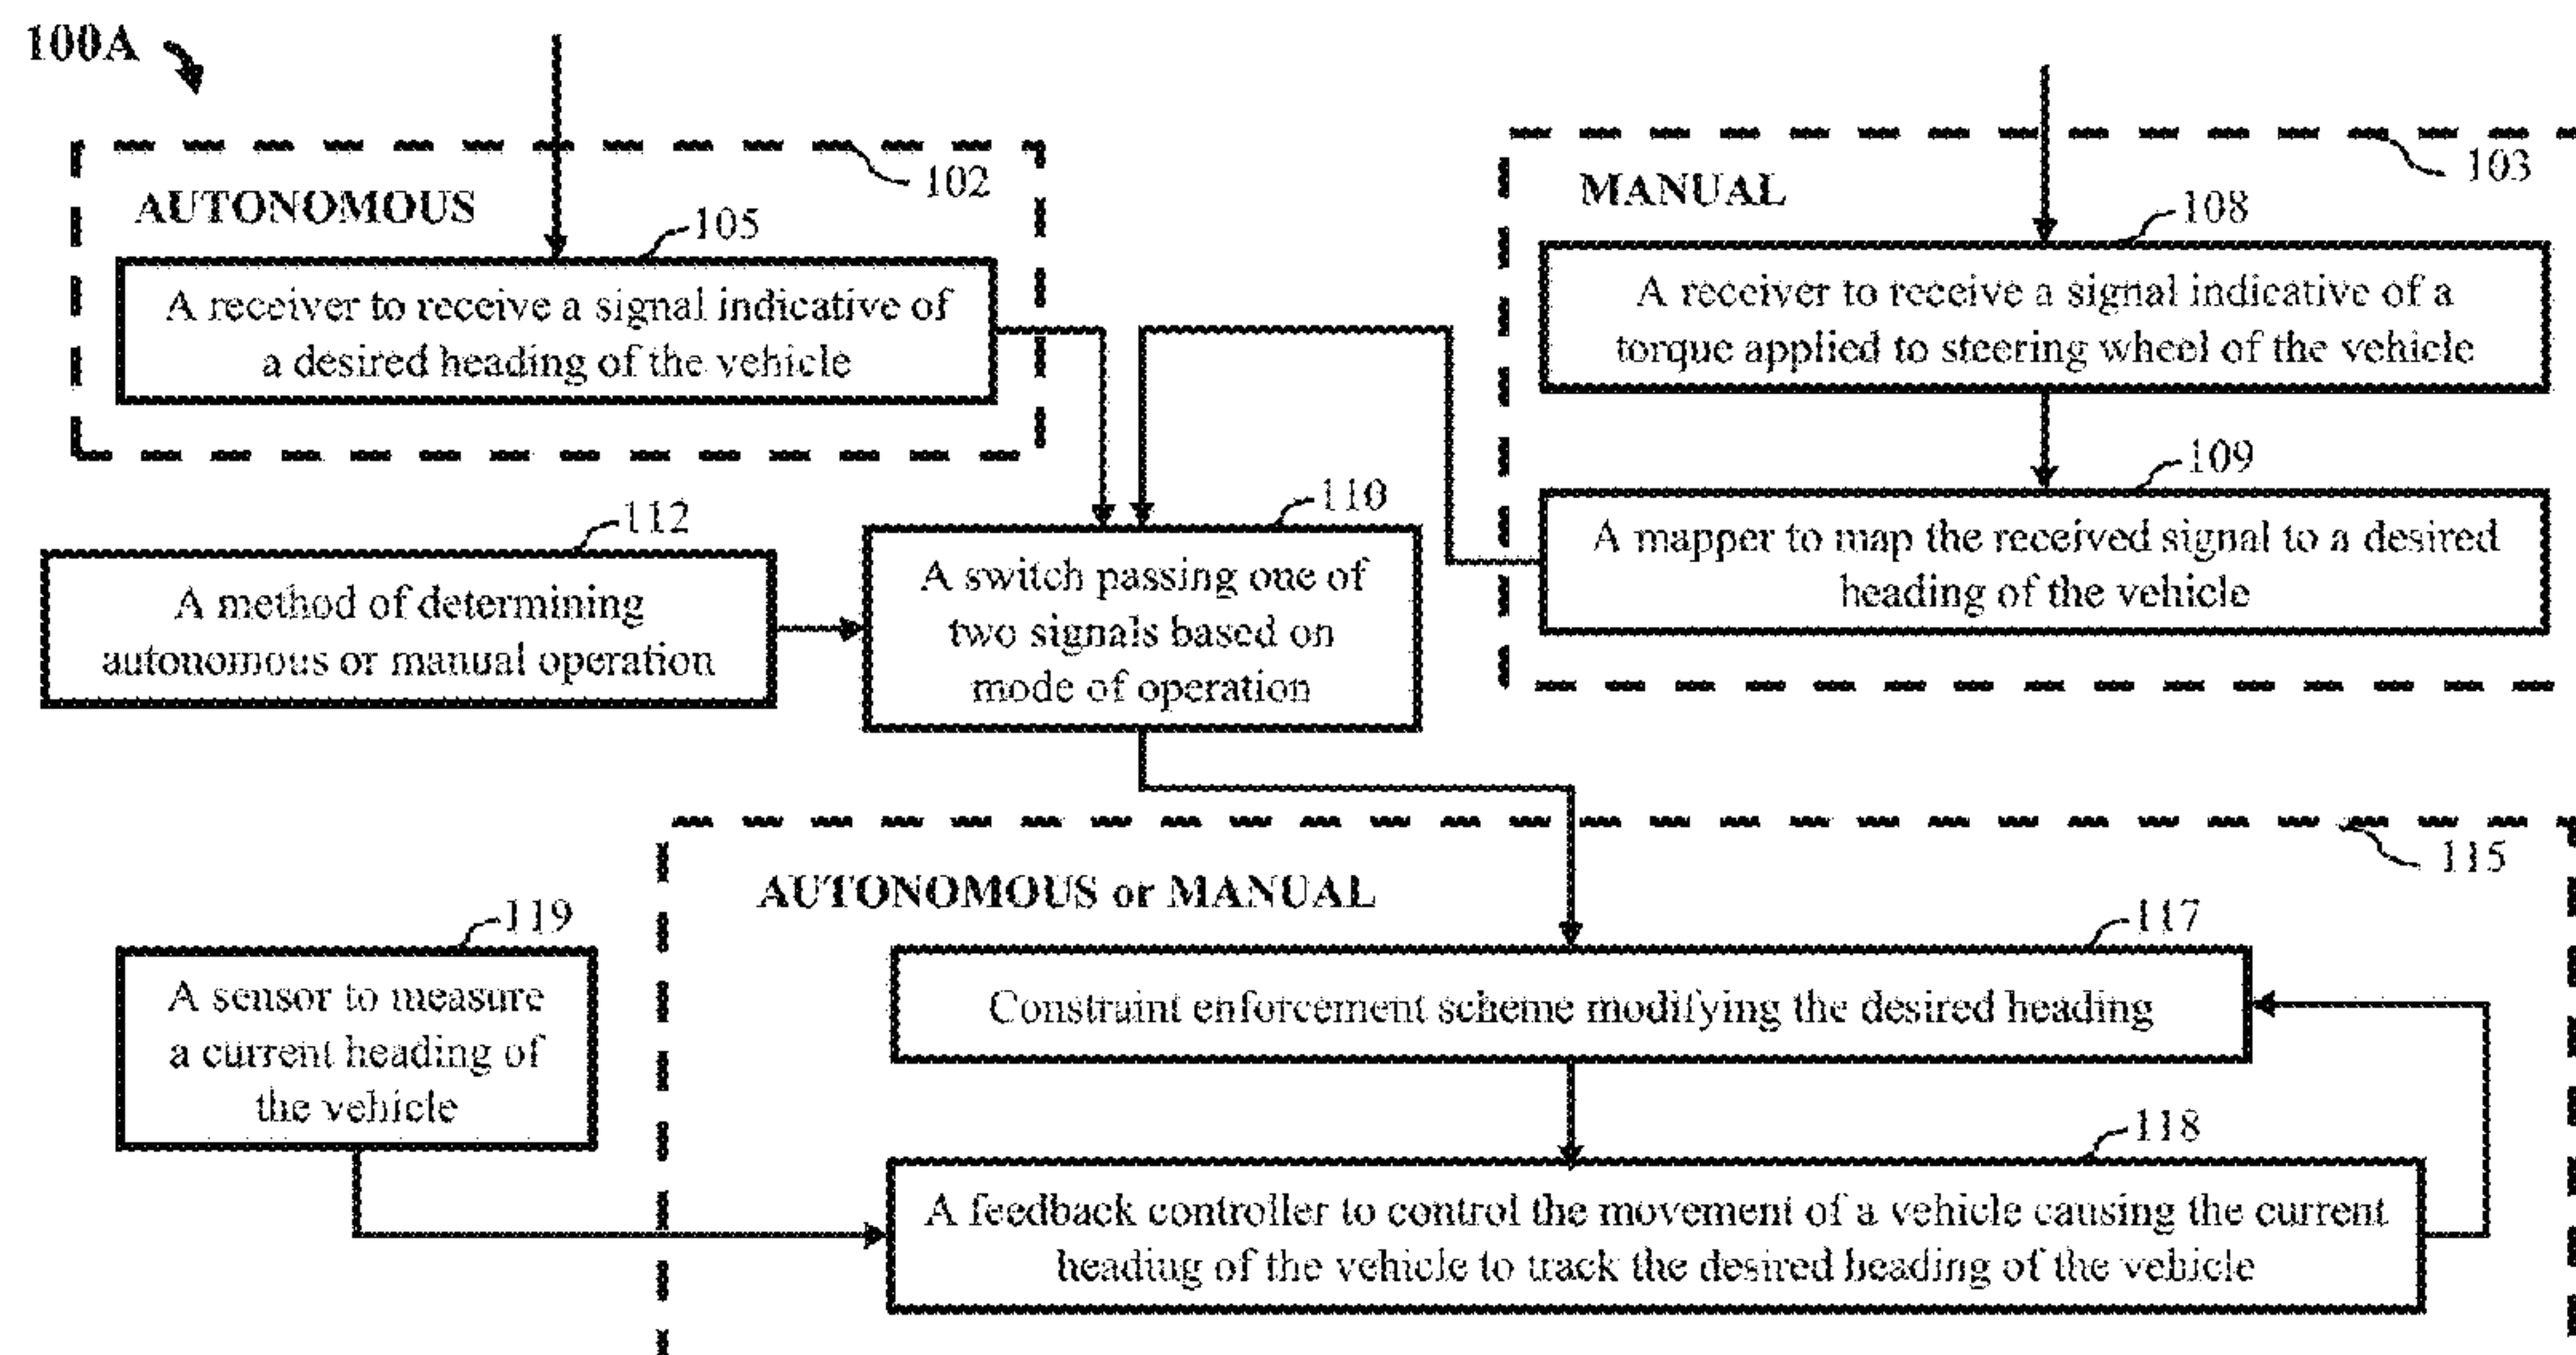 100A
102
AUTONOMOUS
105
A receiver to receive a signal indicative of
a desired heading of the vehicle
103
MANUAL
108
A receiver to receive a signal indicative of a
torque applied to steering wheel of the vehicle
109
A mapper to map the received signal to a desired
heading of the vehicle
112
A method of determining
autonomous or manual operation
110
A switch passing one of
two signals based on
mode of operation
115
AUTONOMOUS or MANUAL
119
A sensor to measure
a current heading of
the vehicle
117
Constraint enforcement scheme modifying the desired heading
118
A feedback controller to control the movement of a vehicle causing the current
heading of the vehicle to track the desired heading of the vehicle